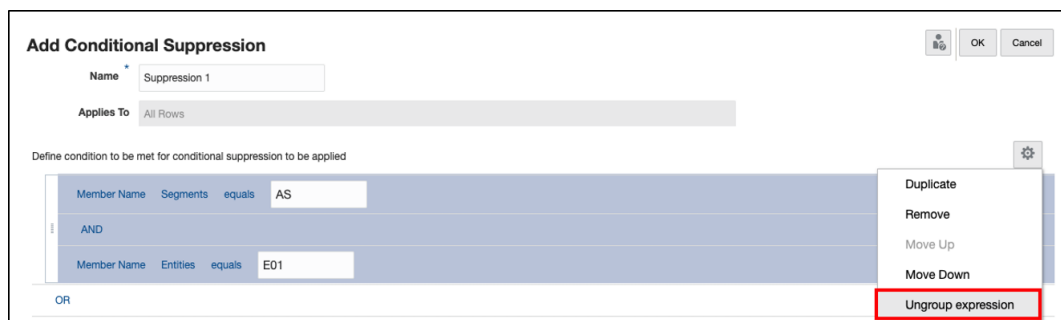 Add Conditional Suppression
OK Cancel
Name * Suppression 1
Applies To All Rows
Define condition to be met for conditional suppression to be applied
Member Name Segments equals AS
AND
Member Name Entities equals E01
OR
Duplicate
Remove
Move Up
Move Down
Ungroup expression